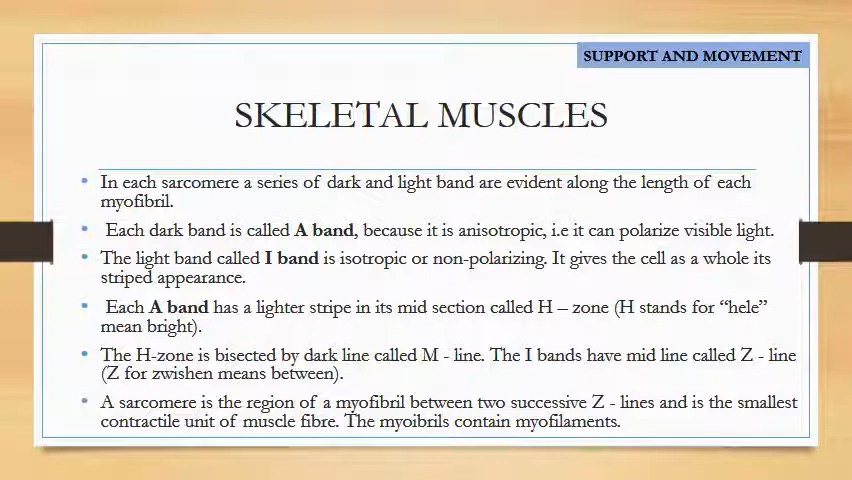 SUPPORT AND MOVEMENT
SKELETAL MUSCLES
• In each sarcomere a series of dark and light band are evident along the length of each
myofibril.
• Each dark band is called A band, because it is anisotropic, i.e it can polarize visible light.
• The light band called I band is isotropic or non-polarizing. It gives the cell as a whole its
striped appearance.
• Each A band has a lighter stripe in its mid section called H – zone (H stands for “hele”
mean bright).
• The H-zone is bisected by dark line called M - line. The I bands have mid line called Z - line
(Z for zwishen means between).
• A sarcomere is the region of a myofibril between two successive Z - lines and is the smallest
contractile unit of muscle fibre. The myoibrils contain myofilaments.